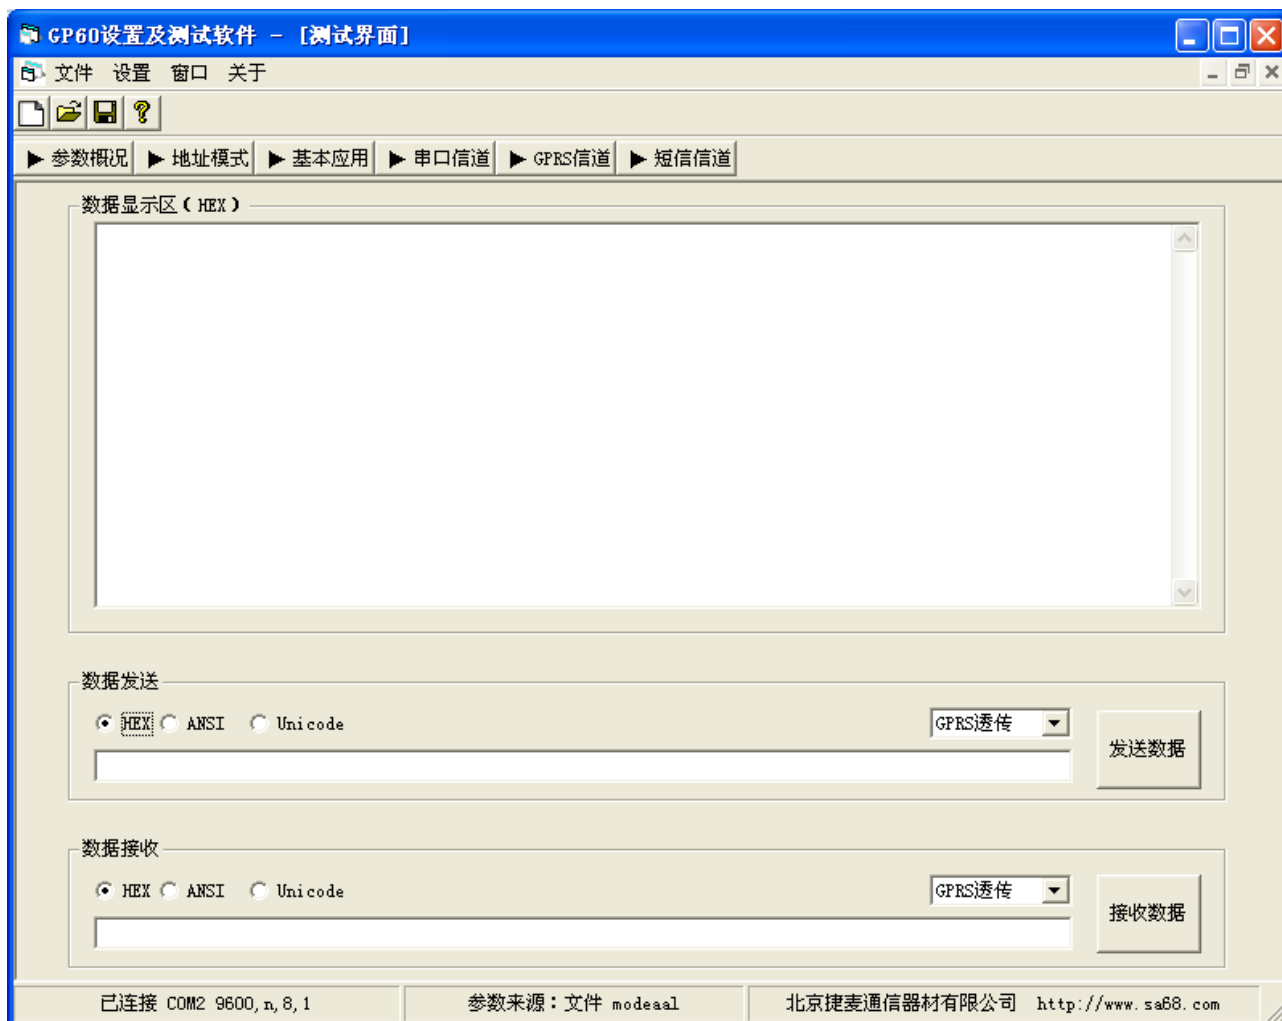 GP60设置及测试软件 - [测试界面]
文件 设置 窗口 关于
参数概况 地址模式 基本应用 串口信道 GPRS信道 短信信道
数据显示区(HEX)
数据发送
HEX ANSI Unicode GPRS透传
发送数据
数据接收
HEX ANSI Unicode GPRS透传
接收数据
已连接 COM2 9600,n,8,1 参数来源：文件 modeaal 北京捷麦通信器材有限公司 http://www.sa68.com